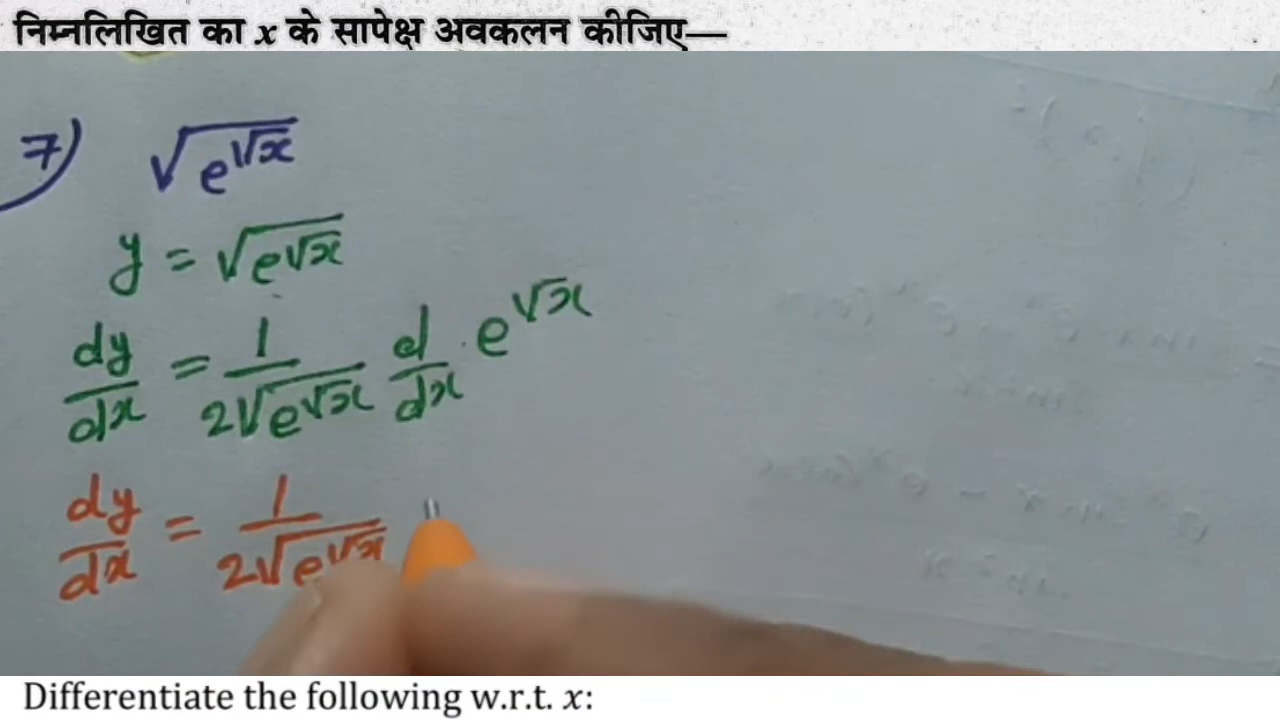 निम्नलिखित का x के सापेक्ष अवकलन कीजिए—
7) √e^√x
y = √e^√x
dy/dx = 1/2√e^√x d/dx . e^√x
dy/dx = 1/2√e^√x
Differentiate the following w.r.t. x: